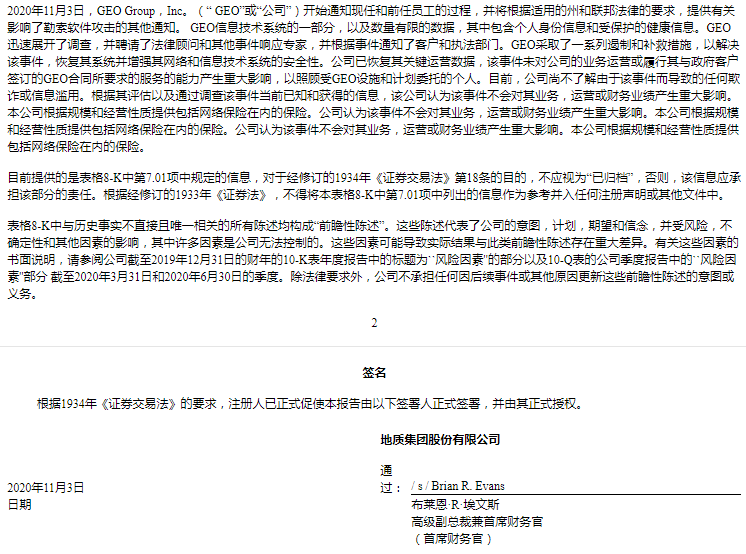 2020年11月3日，GEO Group，Inc。（“ GEO”或“公司”）开始通知现任和前任员工的过程，并将根据适用的州和联邦法律的要求，提供有关
影响了勒索软件攻击的其他通知。 GEO信息技术系统的一部分，以及数量有限的数据，其中包含个人身份信息和受保护的健康信息。GEO
迅速展开了调查，并聘请了法律顾问和其他事件响应专家，并根据事件通知了客户和执法部门。GEO采取了一系列遏制和补救措施，以解决
该事件，恢复其系统并增强其网络和信息技术系统的安全性。公司已恢复其关键运营数据，该事件未对公司的业务运营或履行其与政府客户
签订的GEO合同所要求的服务的能力产生重大影响，以照顾受GEO设施和计划委托的个人。目前，公司尚不了解由于该事件而导致的任何欺
诈或信息滥用。根据其评估以及通过调查该事件当前已知和获得的信息，该公司认为该事件不会对其业务，运营或财务业绩产生重大影响。
本公司根据规模和经营性质提供包括网络保险在内的保险。公司认为该事件不会对其业务，运营或财务业绩产生重大影响。本公司根据规模
和经营性质提供包括网络保险在内的保险。公司认为该事件不会对其业务，运营或财务业绩产生重大影响。本公司根据规模和经营性质提供
包括网络保险在内的保险。
目前提供的是表格8-K中第7.01项中规定的信息，对于经修订的1934年《证券交易法》第18条的目的，不应视为“已归档”，否则，该信息应承
担该部分的责任。根据经修订的1933年《证券法》，不得将本表格8-K中第7.01项中列出的信息作为参考并入任何注册声明或其他文件中。
表格8-K中与历史事实不直接且唯一相关的所有陈述均构成“前瞻性陈述”。这些陈述代表了公司的意图，计划，期望和信念，并受风险，不
确定性和其他因素的影响，其中许多因素是公司无法控制的。这些因素可能导致实际结果与此类前瞻性陈述存在重大差异。有关这些因素的
书面说明，请参阅公司截至2019年12月31日的财年的10-K表年度报告中的标题为``风险因素''的部分以及10-Q表的公司季度报告中的``风险因
素''部分 截至2020年3月31日和2020年6月30日的季度。除法律要求外，公司不承担任何因后续事件或其他原因更新这些前瞻性陈述的意图或
义务。
2
签名
根据1934年《证券交易法》的要求，注册人已正式促使本报告由以下签署人正式签署，并由其正式授权。
地质集团股份有限公司
2020年11月3日
日期
通
过：
/ s / Brian R. Evans
布莱恩·R·埃文斯
高级副总裁兼首席财务官
（首席财务官）